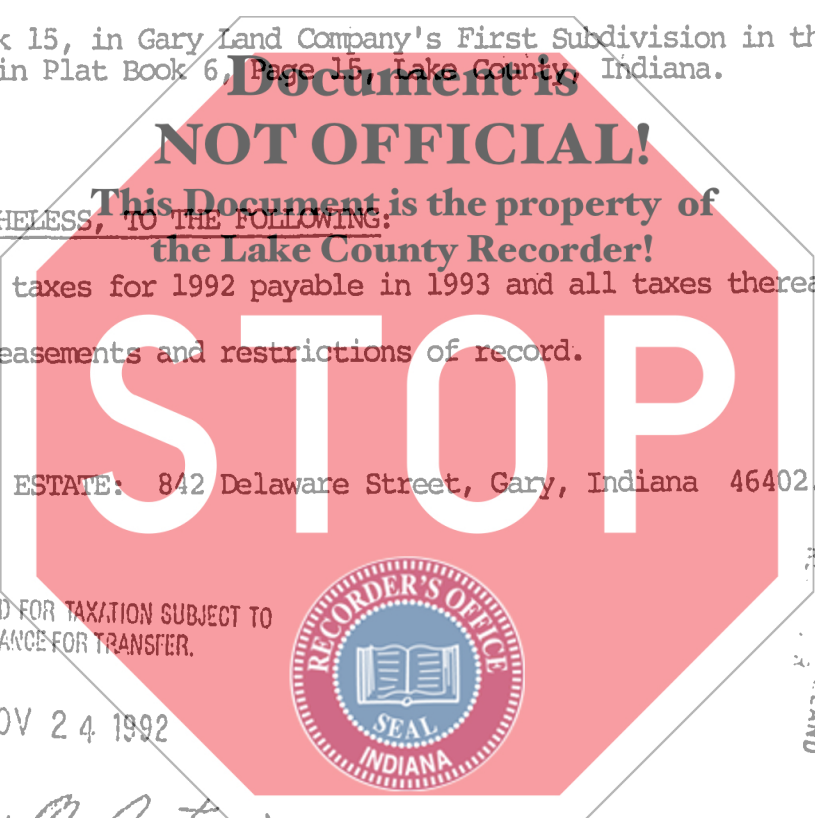 k 15, in Gary Land Company's First Subdivision in th
in Plat Book 6, Page 15, Lake County, Indiana.
Document is
NOT OFFICIAL!
This Document is the property of
the Lake County Recorder!
HELESS, TO THE FOLLOWING:
taxes for 1992 payable in 1993 and all taxes therea
easements and restrictions of record.
STOP
ESTATE: 842 Delaware Street, Gary, Indiana 46402.
D FOR TAXATION SUBJECT TO
ANCE FOR TRANSFER.
OV 24 1992
RECORDER'S OFFICE
SEAL
INDIANA